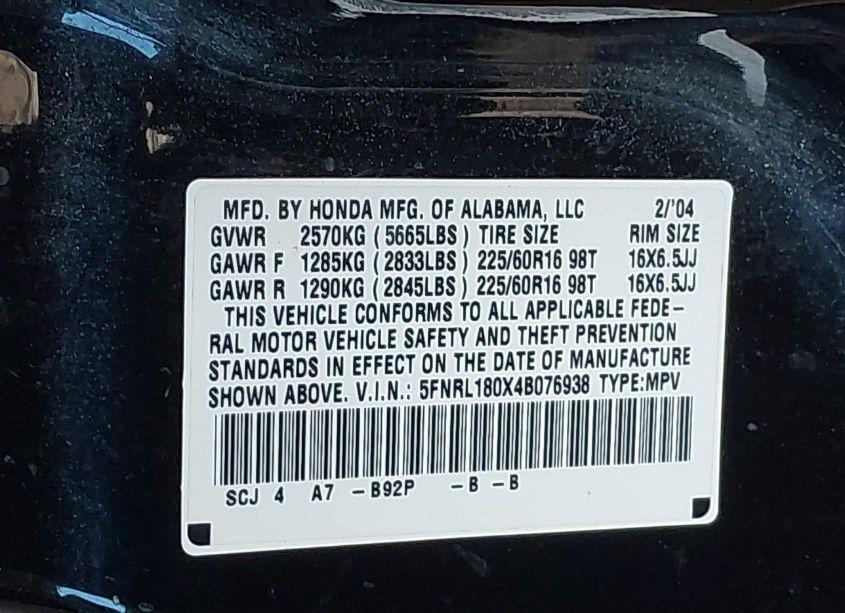 MFD. BY HONDA MFG. OF ALABAMA, LLC 2/'04
GVWR 2570KG (5665LBS) TIRE SIZE RIM SIZE
GAWR F 1285KG (2833LBS) 225/60R16 98T 16X6.5JJ
GAWR R 1290KG (2845LBS) 225/60R16 98T 16X6.5JJ
THIS VEHICLE CONFORMS TO ALL APPLICABLE FEDE-
RAL MOTOR VEHICLE SAFETY AND THEFT PREVENTION
STANDARDS IN EFFECT ON THE DATE OF MANUFACTURE
SHOWN ABOVE. V.I.N.: 5FNRL180X4B076938 TYPE:MPV
SCJ 4 A7 -B92P -B -B